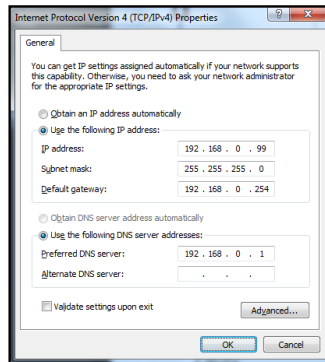 Internet Protocol Version 4 (TCP/IPv4) Properties
General
You can get IP settings assigned automatically if your network supports
this capability. Otherwise, you need to ask your network administrator
for the appropriate IP settings.
Obtain an IP address automatically
Use the following IP address:
IP address: 192 . 168 . 0 . 99
Subnet mask: 255 . 255 . 255 . 0
Default gateway: 192 . 168 . 0 . 254
Obtain DNS server address automatically
Use the following DNS server addresses:
Preferred DNS server: 192 . 168 . 0 . 1
Alternate DNS server: . . .
Validate settings upon exit
Advanced...
OK Cancel